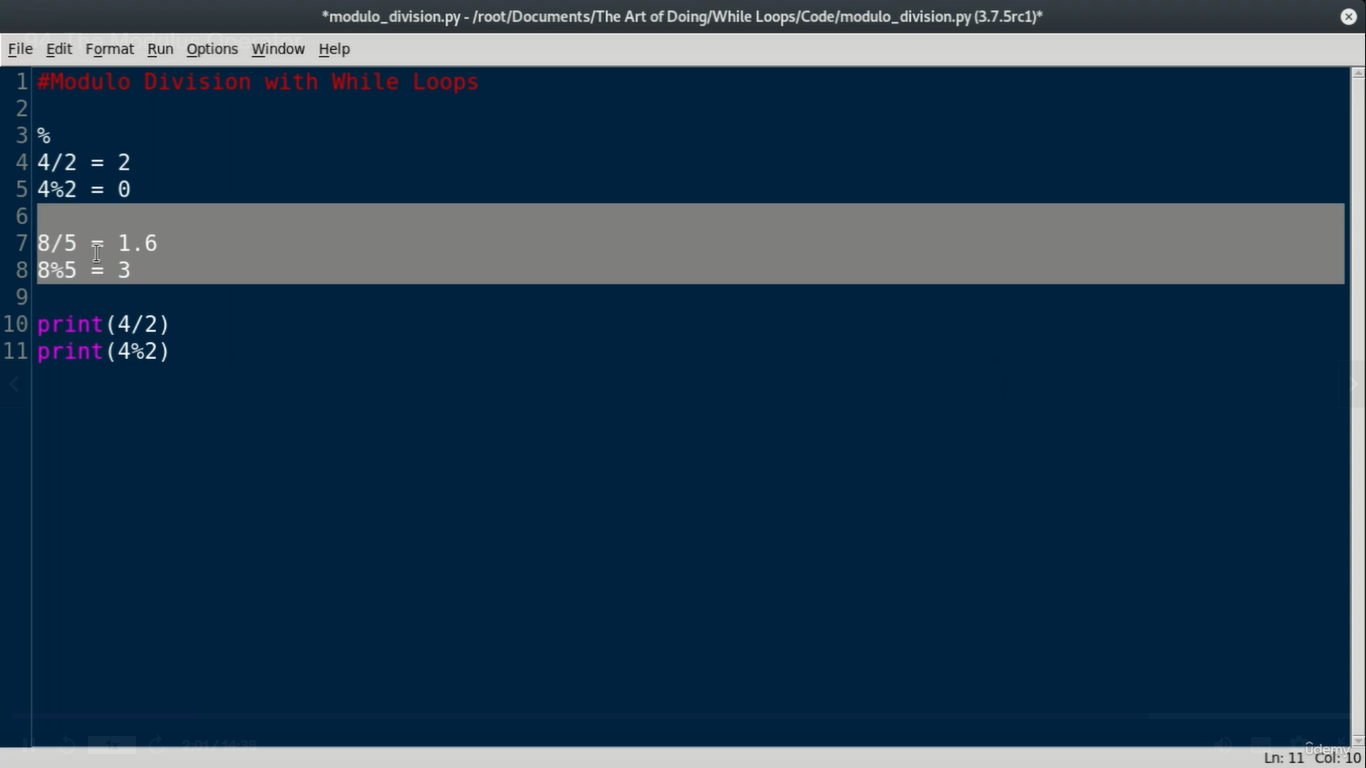 *modulo_division.py - /root/Documents/The Art of Doing/While Loops/Code/modulo_division.py (3.7.5rc1)*
File Edit Format Run Options Window Help
1 #Modulo Division with While Loops
2
3 %
4 4/2 = 2
5 4%2 = 0
6
7 8/5 = 1.6
8 8%5 = 3
9
10 print(4/2)
11 print(4%2)
ûdemy
Ln: 11 Col: 10